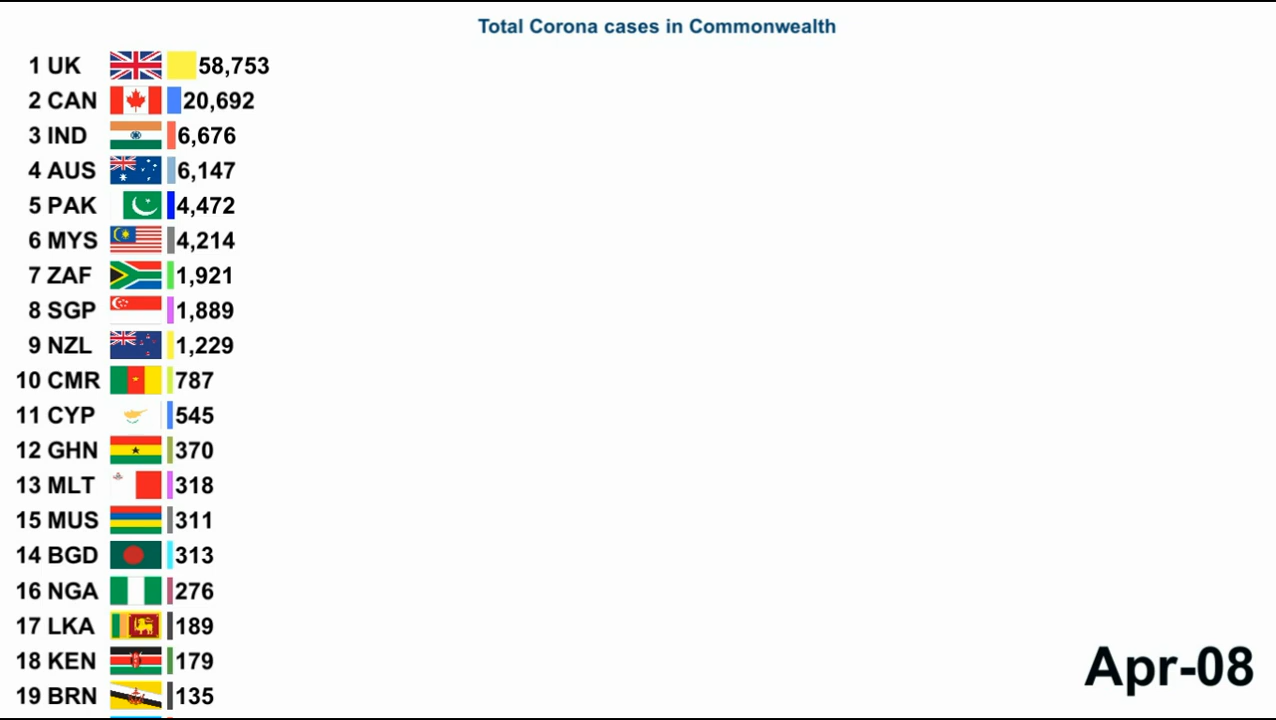 Total Corona cases in Commonwealth
1 UK 58,753
2 CAN 20,692
3 IND 6,676
4 AUS 6,147
5 PAK 4,472
6 MYS 4,214
7 ZAF 1,921
8 SGP 1,889
9 NZL 1,229
10 CMR 787
11 CYP 545
12 GHN 370
13 MLT 318
15 MUS 311
14 BGD 313
16 NGA 276
17 LKA 189
18 KEN 179
19 BRN 135
Apr-08